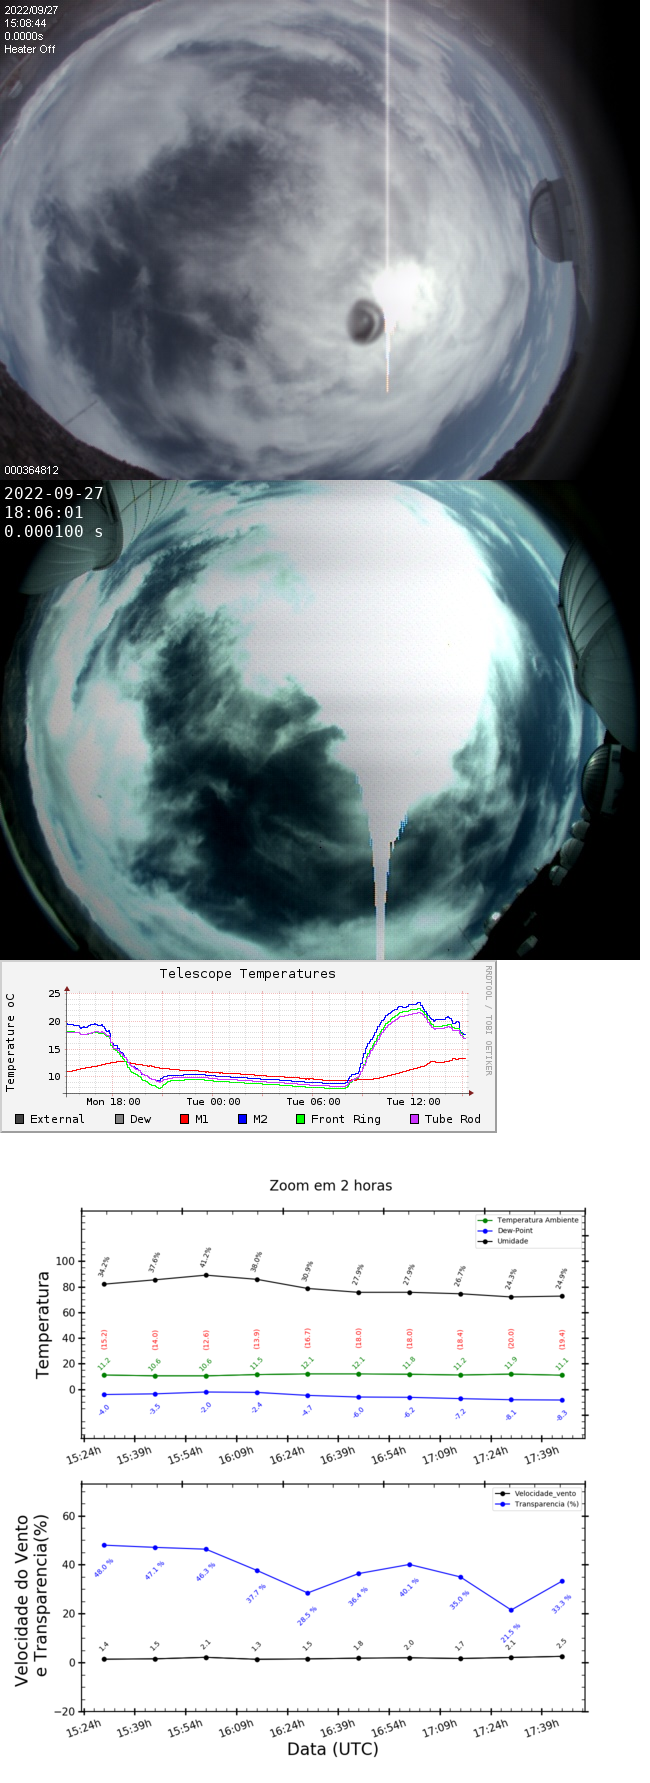 2022/09/27
15:08:44
0.0000s
Heater Off
000364812
2022-09-27
18:06:01
0.000100 s
Telescope Temperatures
RRDTOOL / TOBI OETIKER
Temperature oC
25
20
15
10
Mon 18:00 Tue 00:00 Tue 06:00 Tue 12:00
External Dew M1 M2 Front Ring Tube Rod
Zoom em 2 horas
Temperatura Ambiente
Dew-Point
Umidade
Temperatura
100
80
60
40
20
0
34.2% 37.6% 41.2% 38.0% 30.9% 27.9% 27.9% 26.7% 24.3% 24.9%
(15.2) (14.0) (12.6) (13.9) (16.7) (18.0) (18.0) (18.4) (20.0) (19.4)
11.2 10.6 10.6 11.5 12.1 12.1 11.8 11.2 11.9 11.1
-4.0 -3.5 -2.0 -2.4 -4.7 -6.0 -6.2 -7.2 -8.1 -8.3
15:24h 15:39h 15:54h 16:09h 16:24h 16:39h 16:54h 17:09h 17:24h 17:39h
Velocidade_vento
Transparencia (%)
Velocidade do Vento
e Transparencia(%)
60
40
20
0
−20
48.0 % 47.1 % 46.3 % 37.7 % 28.5 % 36.4 % 40.1 % 35.0 % 21.5 % 33.3 %
1.4 1.5 2.1 1.3 1.5 1.8 2.0 1.7 2.1 2.5
15:24h 15:39h 15:54h 16:09h 16:24h 16:39h 16:54h 17:09h 17:24h 17:39h
Data (UTC)